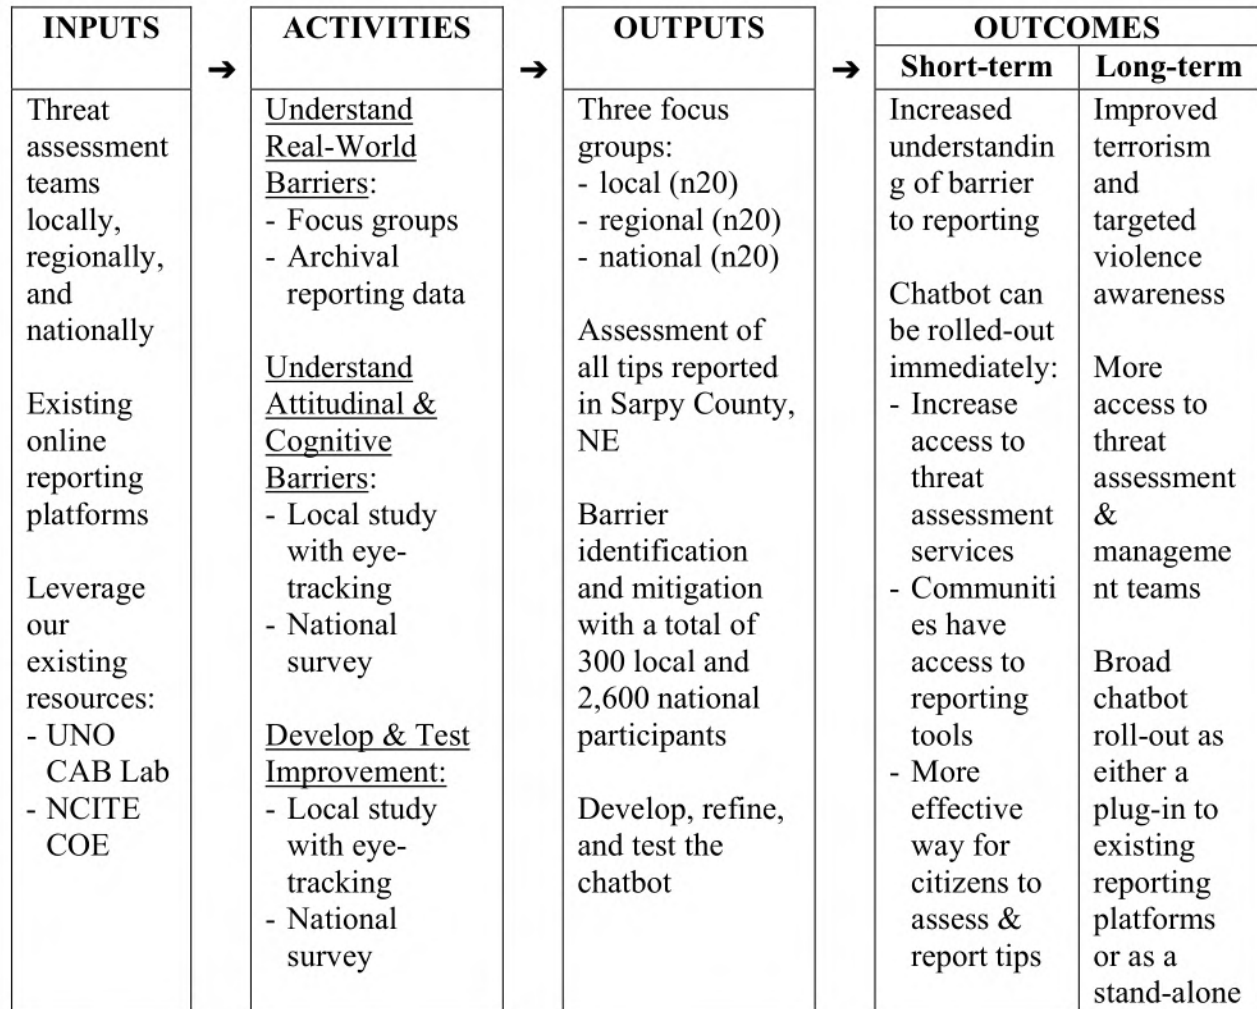 INPUTS
➔
ACTIVITIES
➔
OUTPUTS
➔
OUTCOMES
Short-term
Long-term
Threat
assessment
teams
locally,
regionally,
and
nationally
Existing
online
reporting
platforms
Leverage
our
existing
resources:
- UNO
CAB Lab
- NCITE
COE
Understand
Real-World
Barriers:
- Focus groups
- Archival
reporting data
Understand
Attitudinal &
Cognitive
Barriers:
- Local study
with eye-
tracking
- National
survey
Develop & Test
Improvement:
- Local study
with eye-
tracking
- National
survey
Three focus
groups:
- local (n20)
- regional (n20)
- national (n20)
Assessment of
all tips reported
in Sarpy County,
NE
Barrier
identification
and mitigation
with a total of
300 local and
2,600 national
participants
Develop, refine,
and test the
chatbot
Increased
understandin
g of barrier
to reporting
Chatbot can
be rolled-out
immediately:
- Increase
access to
threat
assessment
services
- Communiti
es have
access to
reporting
tools
- More
effective
way for
citizens to
assess &
report tips
Improved
terrorism
and
targeted
violence
awareness
More
access to
threat
assessment
&
manageme
nt teams
Broad
chatbot
roll-out as
either a
plug-in to
existing
reporting
platforms
or as a
stand-alone